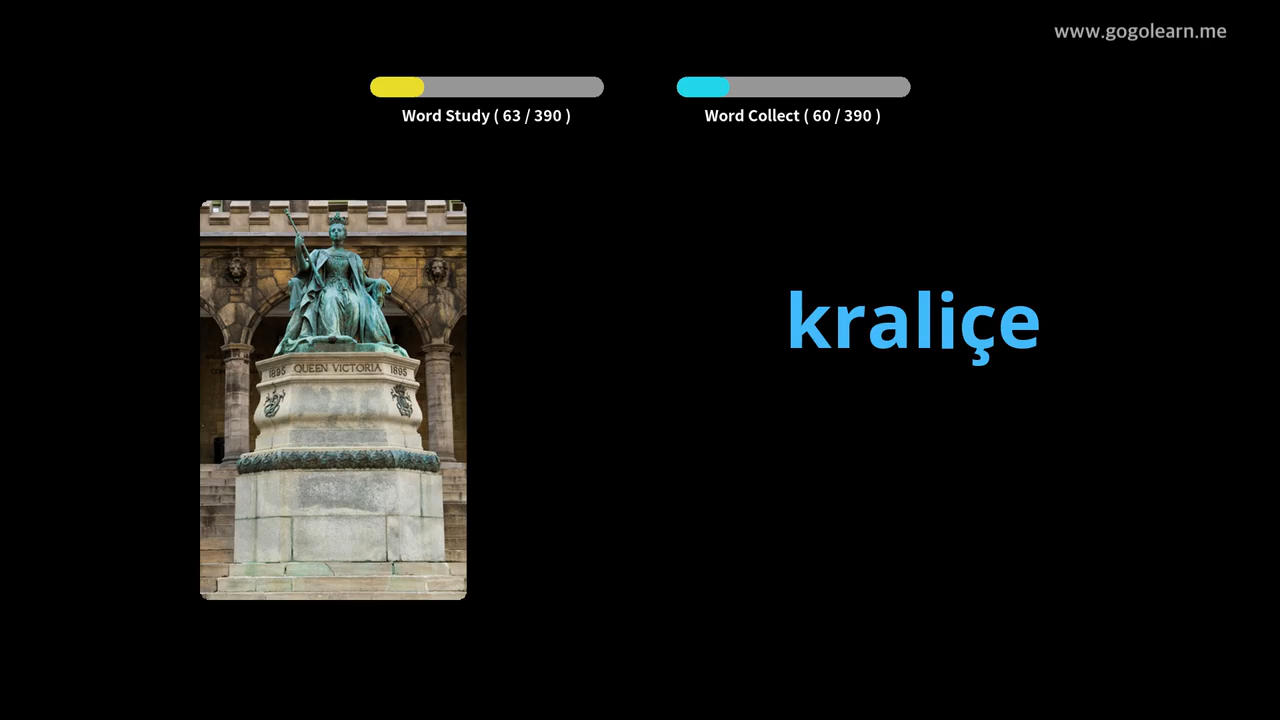 www.gogolearn.me
Word Study ( 63 / 390 )
Word Collect ( 60 / 390 )
1895 QUEEN VICTORIA 1895
kraliçe